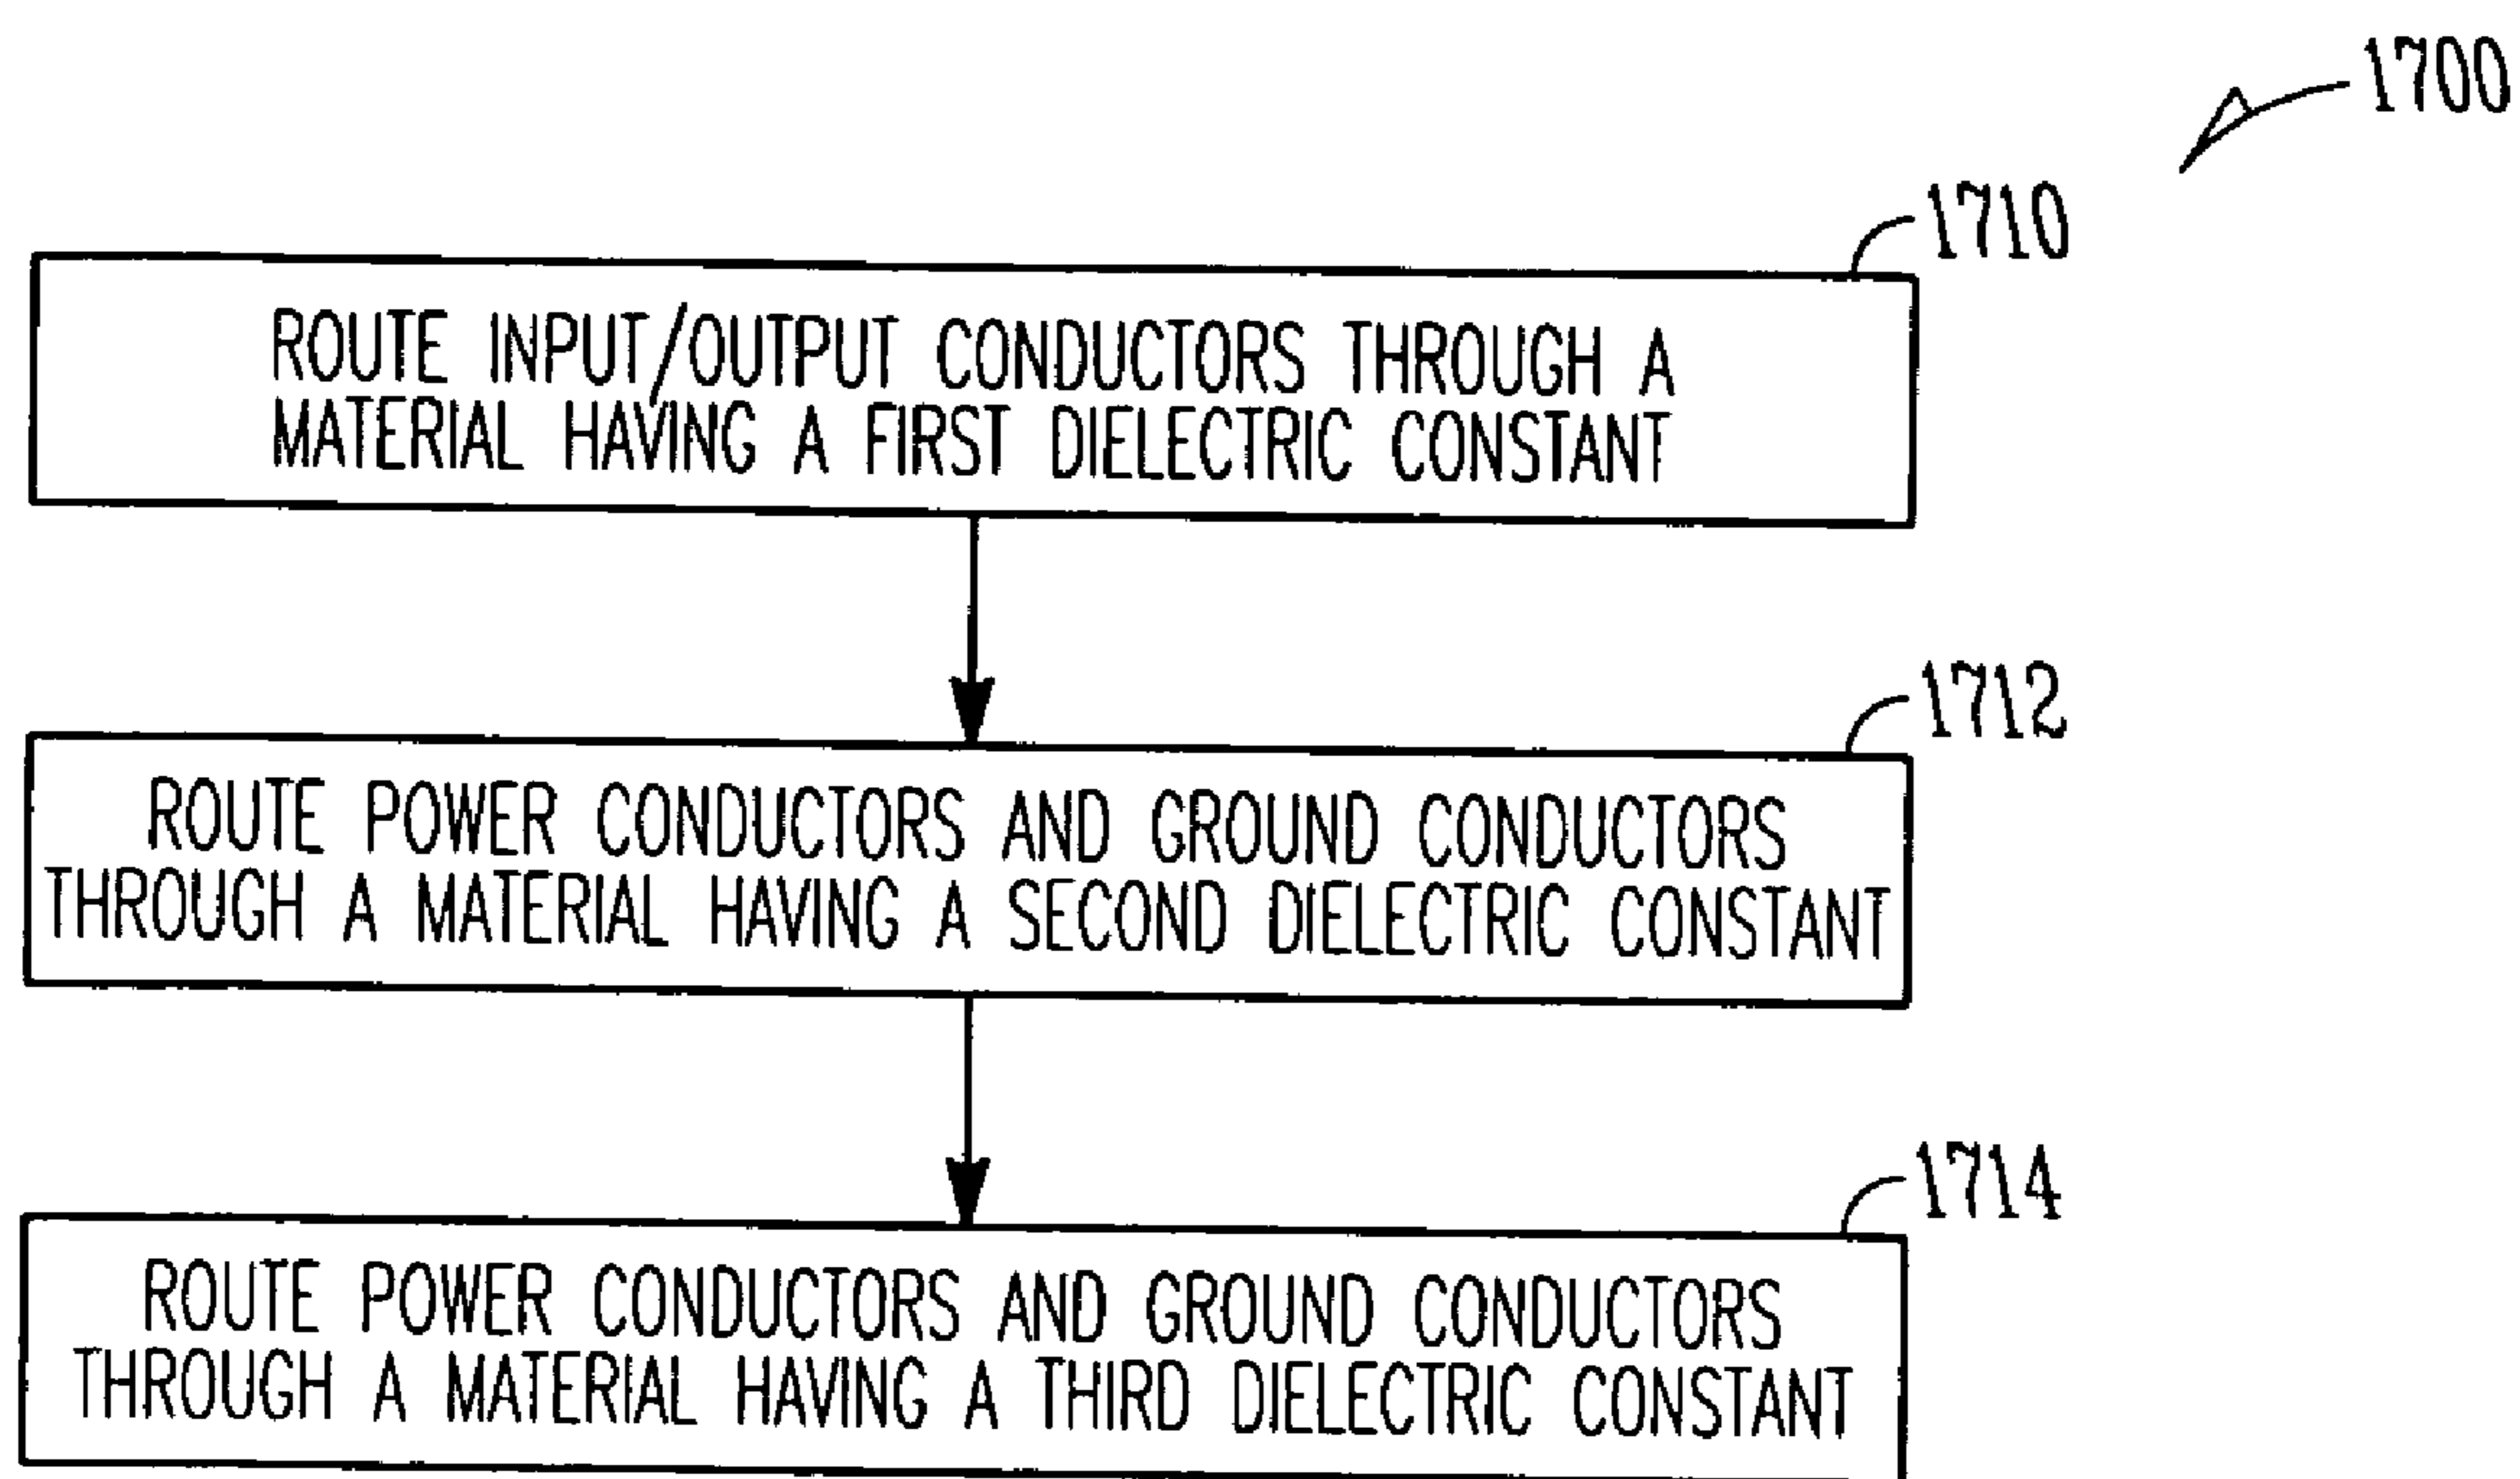 1700
1710
ROUTE INPUT/OUTPUT CONDUCTORS THROUGH A
MATERIAL HAVING A FIRST DIELECTRIC CONSTANT
1712
ROUTE POWER CONDUCTORS AND GROUND CONDUCTORS
THROUGH A MATERIAL HAVING A SECOND DIELECTRIC CONSTANT
1714
ROUTE POWER CONDUCTORS AND GROUND CONDUCTORS
THROUGH A MATERIAL HAVING A THIRD DIELECTRIC CONSTANT